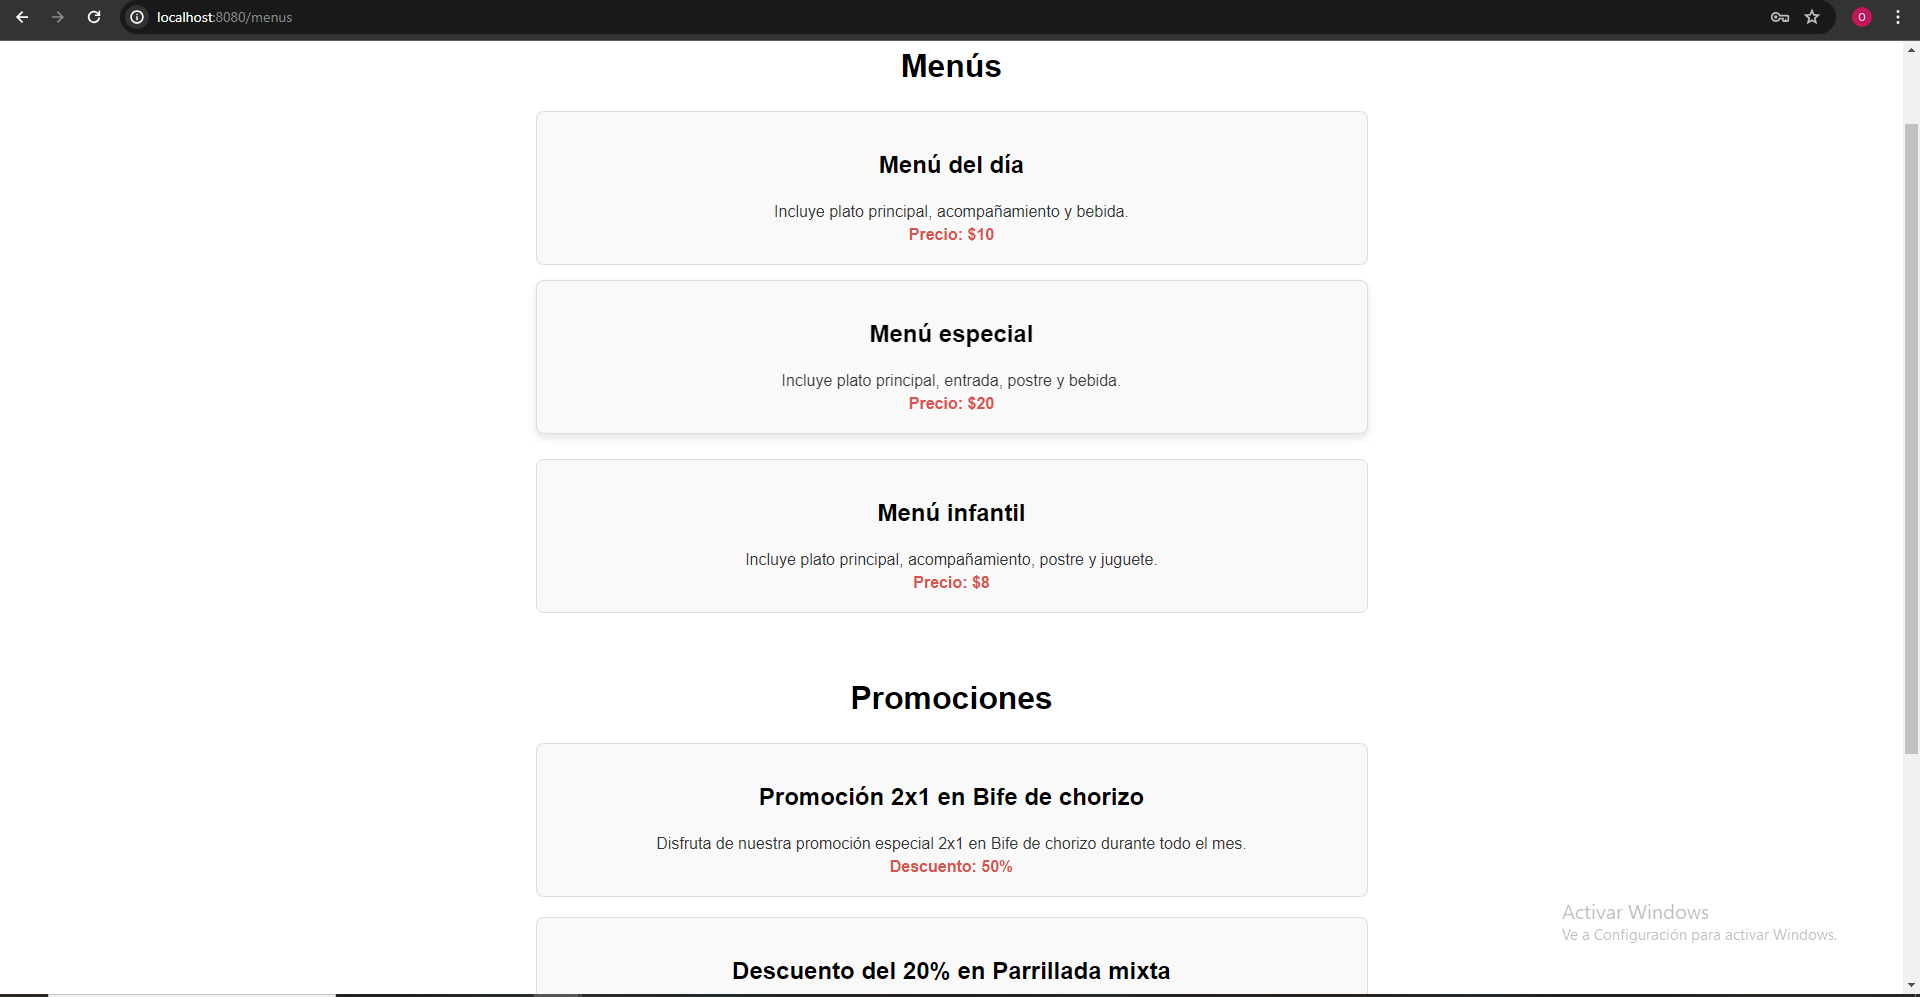 localhost:8080/menus
O
Menús
Menú del día
Incluye plato principal, acompañamiento y bebida.
Precio: $10
Menú especial
Incluye plato principal, entrada, postre y bebida.
Precio: $20
Menú infantil
Incluye plato principal, acompañamiento, postre y juguete.
Precio: $8
Promociones
Promoción 2x1 en Bife de chorizo
Disfruta de nuestra promoción especial 2x1 en Bife de chorizo durante todo el mes.
Descuento: 50%
Descuento del 20% en Parrillada mixta
Activar Windows
Ve a Configuración para activar Windows.